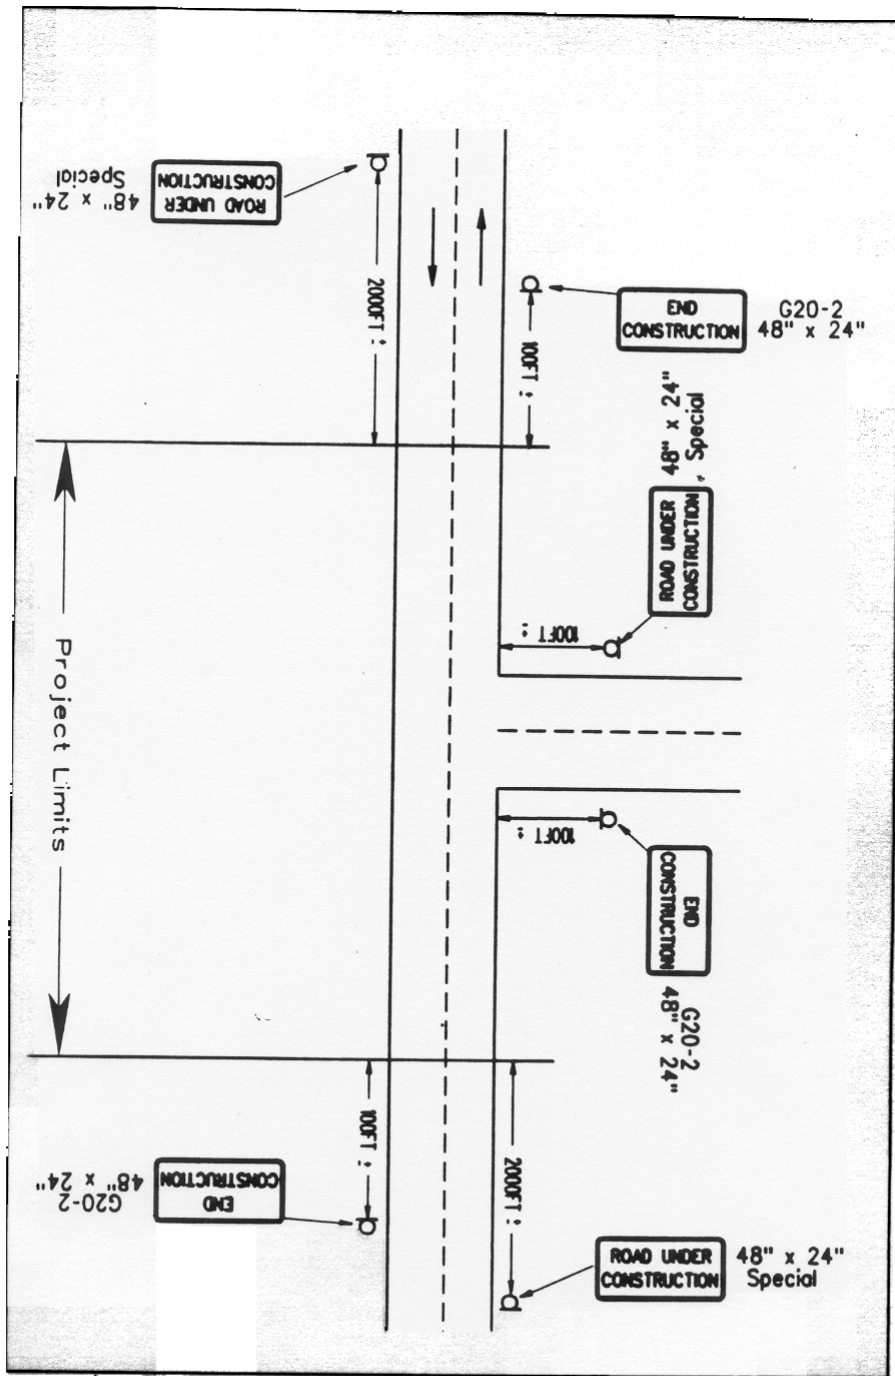 ROAD UNDER
CONSTRUCTION
48" x 24"
Special
2000FT ±
END
CONSTRUCTION
G20-2
48" x 24"
100FT ±
48" x 24"
Special
ROAD UNDER
CONSTRUCTION
100FT ±
Project Limits
100FT ±
END
CONSTRUCTION
G20-2
48" x 24"
100FT ±
2000FT ±
END
CONSTRUCTION
G20-2
48" x 24"
ROAD UNDER
CONSTRUCTION
48" x 24"
Special